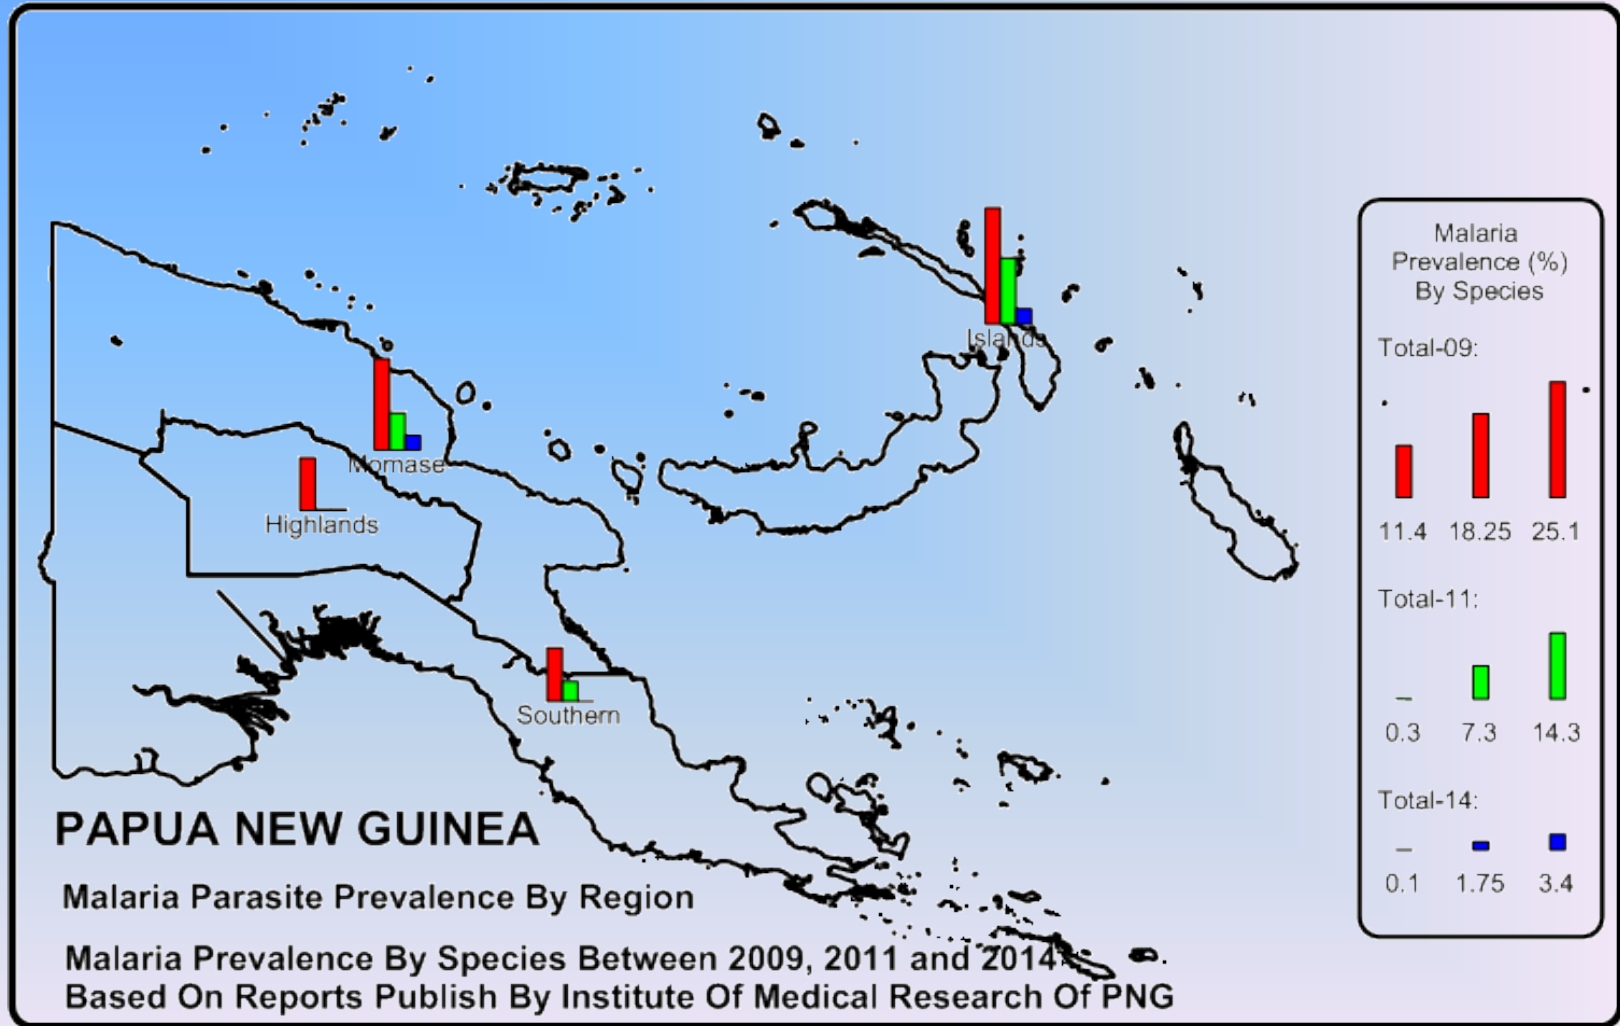 Islands
Momase
Highlands
Southern
Malaria
Prevalence (%)
By Species
Total-09:
11.4 18.25 25.1
Total-11:
0.3 7.3 14.3
Total-14:
0.1 1.75 3.4
PAPUA NEW GUINEA
Malaria Parasite Prevalence By Region
Malaria Prevalence By Species Between 2009, 2011 and 2014
Based On Reports Publish By Institute Of Medical Research Of PNG